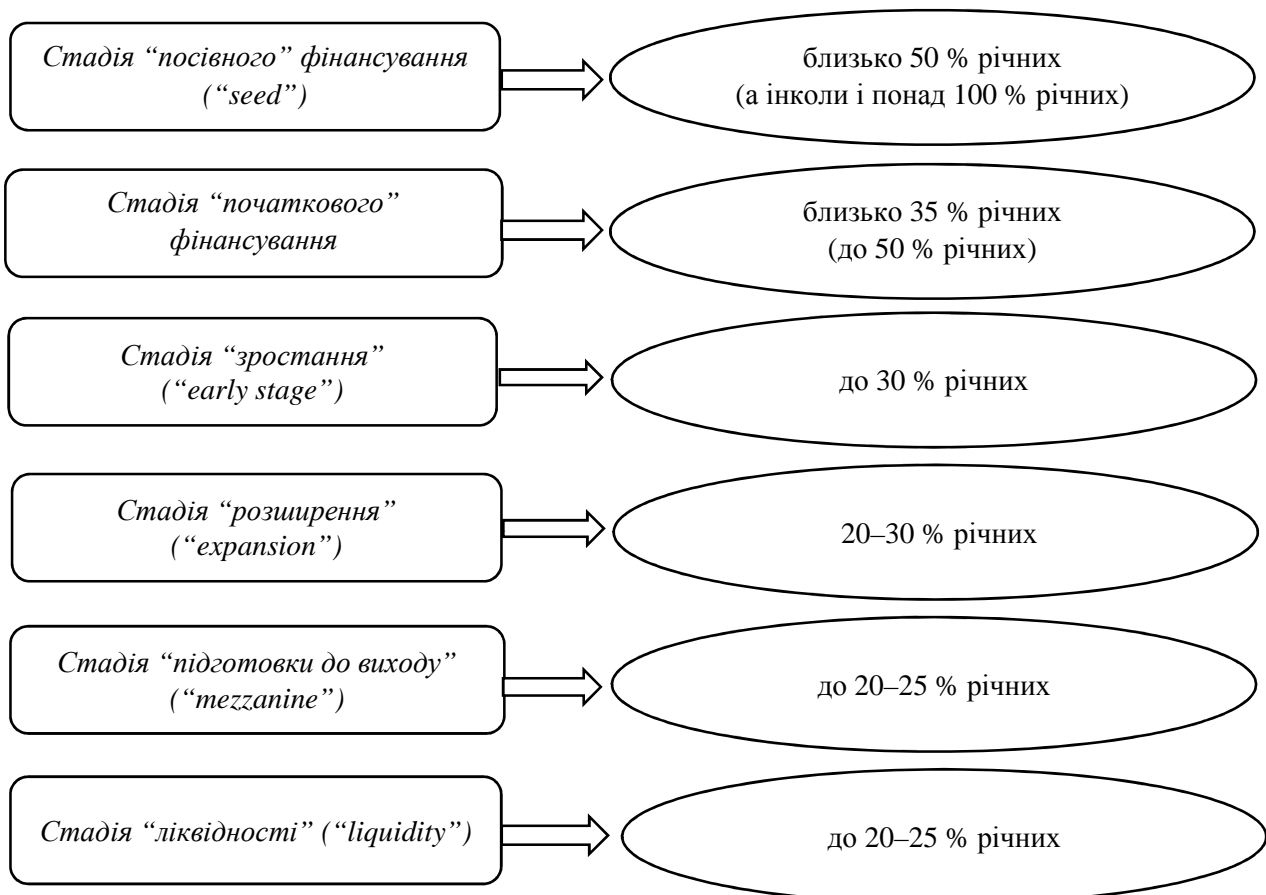 Стадія “посівного” фінансування
(“seed”)
близько 50 % річних
(а інколи і понад 100 % річних)
Стадія “початкового”
фінансування
близько 35 % річних
(до 50 % річних)
Стадія “зростання”
(“early stage”)
до 30 % річних
Стадія “розширення”
(“expansion”)
20–30 % річних
Стадія “підготовки до виходу”
(“mezzanine”)
до 20–25 % річних
Стадія “ліквідності” (“liquidity”)
до 20–25 % річних